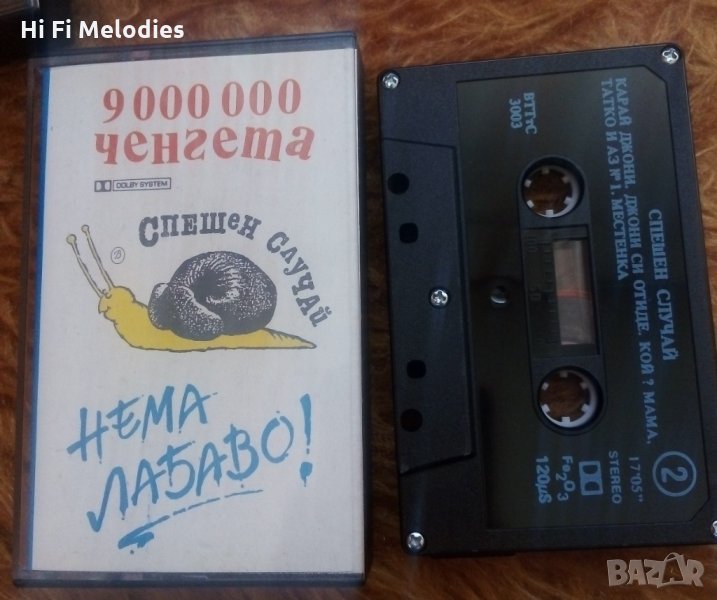 Hi Fi Melodies
9 000 000
ченгета
DOLBY SYSTEM
Спешен Случай
Нема
Лабаво!
ВТТмС
3003
СПЕШЕН СЛУЧАЙ
КАРАЙ ДЖОНИ, ДЖОНИ СИ ОТИДЕ, КОЙ? МАМА,
ТАТКО И АЗ №1, МЕСТЕНКА
2
17'05"
STEREO
Fe2O3
120µS
BAZAR